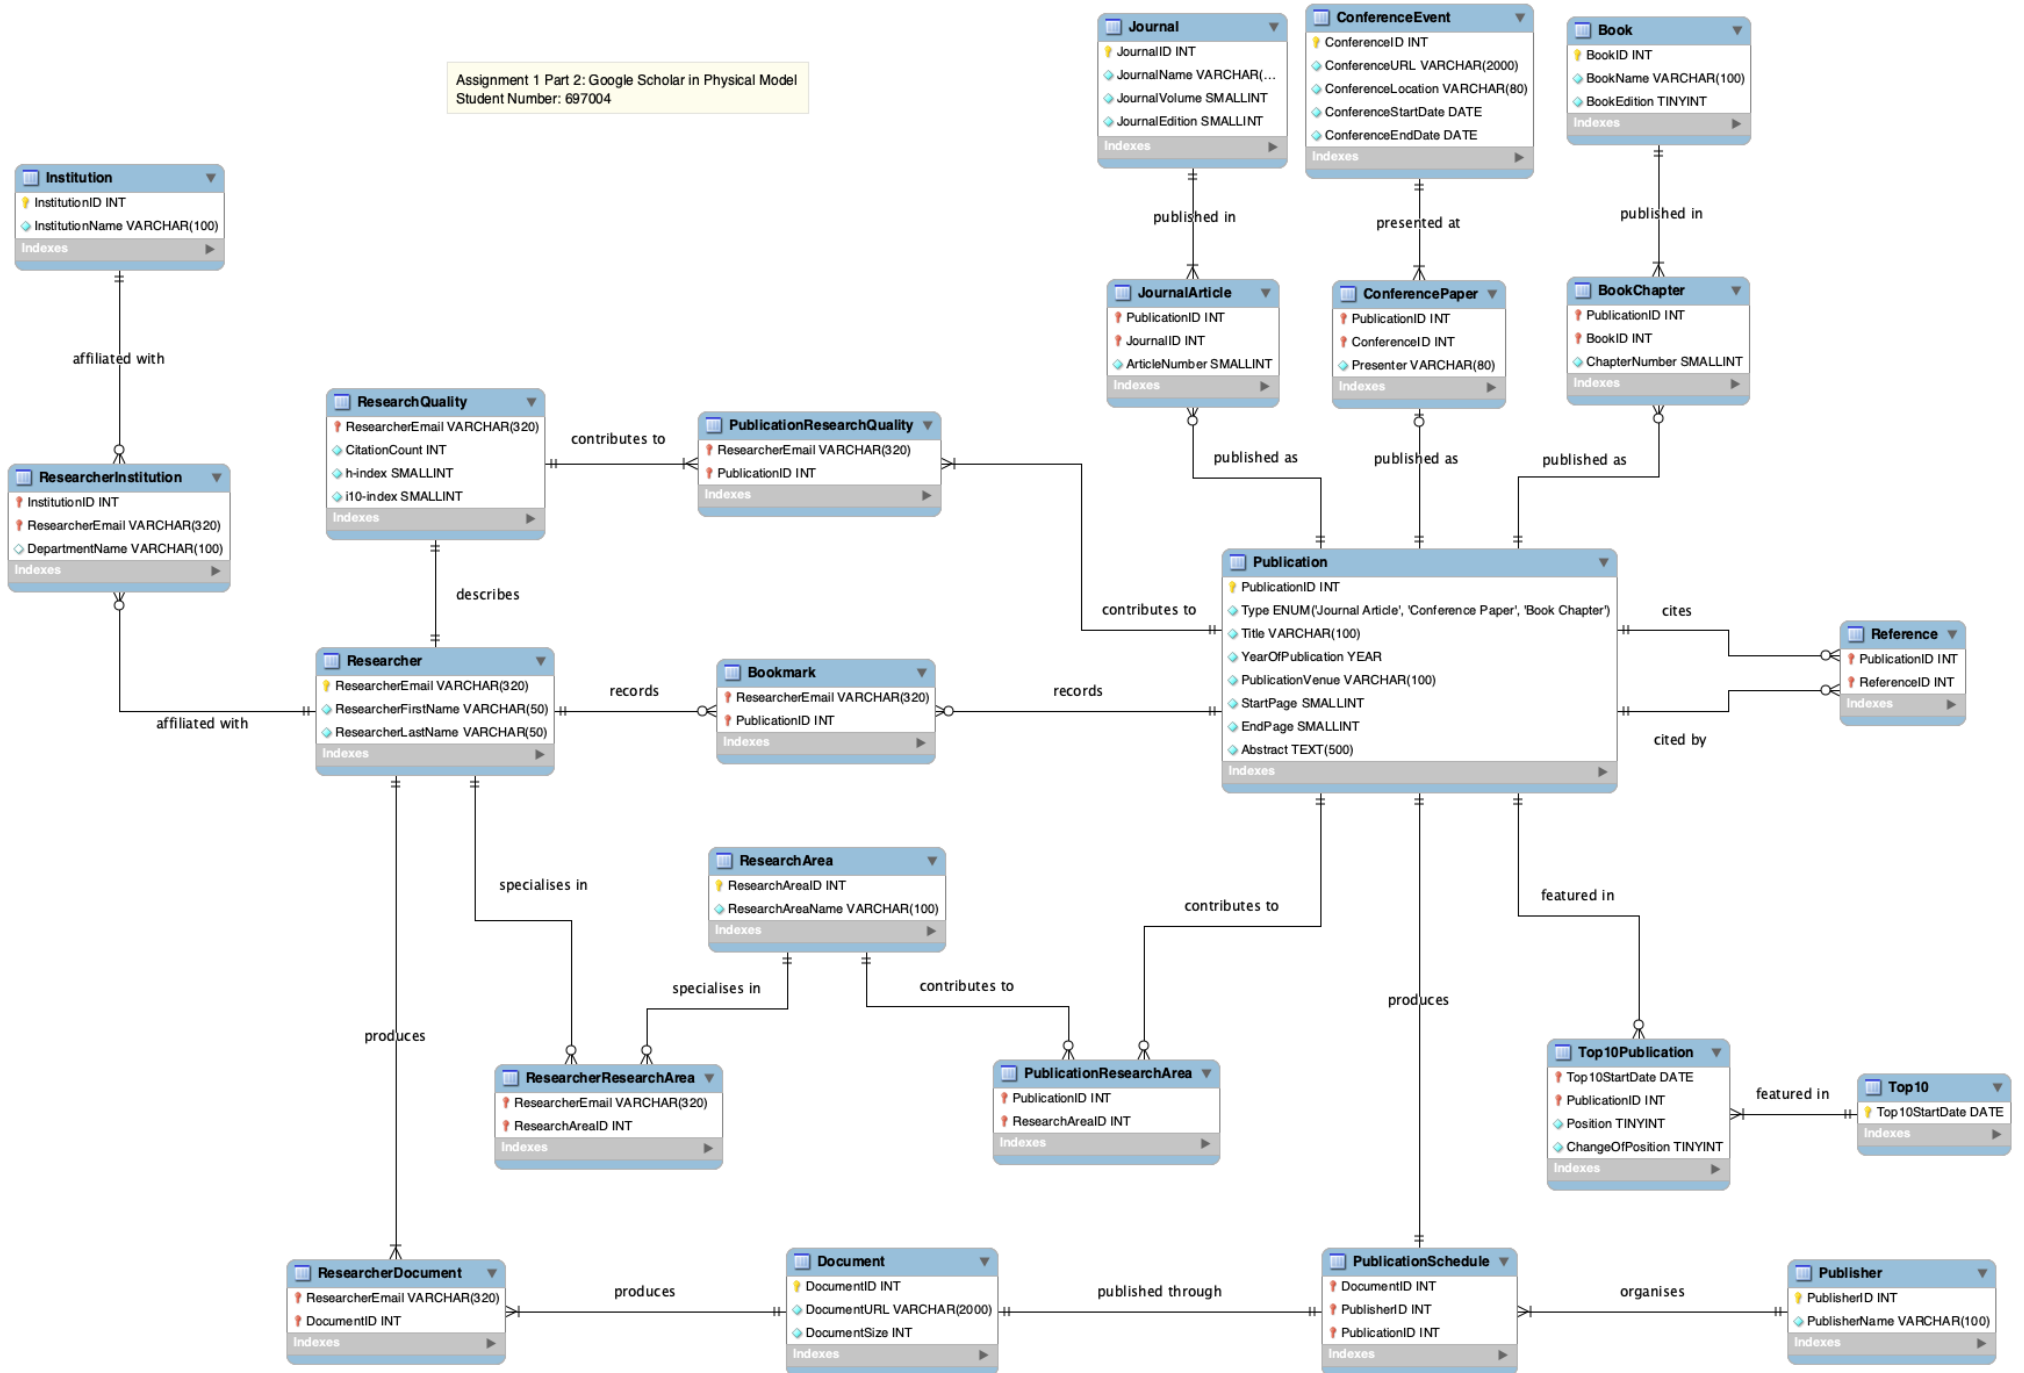 Assignment 1 Part 2: Google Scholar in Physical Model
Student Number: 697004
Journal
JournalID INT
JournalName VARCHAR(...
JournalVolume SMALLINT
JournalEdition SMALLINT
Indexes
ConferenceEvent
ConferenceID INT
ConferenceURL VARCHAR(2000)
ConferenceLocation VARCHAR(80)
ConferenceStartDate DATE
ConferenceEndDate DATE
Indexes
Book
BookID INT
BookName VARCHAR(100)
BookEdition TINYINT
Indexes
published in
presented at
published in
Institution
InstitutionID INT
InstitutionName VARCHAR(100)
Indexes
affiliated with
JournalArticle
PublicationID INT
JournalID INT
ArticleNumber SMALLINT
Indexes
ConferencePaper
PublicationID INT
ConferenceID INT
Presenter VARCHAR(80)
Indexes
BookChapter
PublicationID INT
BookID INT
ChapterNumber SMALLINT
Indexes
published as
published as
published as
ResearchQuality
ResearcherEmail VARCHAR(320)
CitationCount INT
h-index SMALLINT
i10-index SMALLINT
Indexes
contributes to
PublicationResearchQuality
ResearcherEmail VARCHAR(320)
PublicationID INT
Indexes
contributes to
ResearcherInstitution
InstitutionID INT
ResearcherEmail VARCHAR(320)
DepartmentName VARCHAR(100)
Indexes
affiliated with
describes
Researcher
ResearcherEmail VARCHAR(320)
ResearcherFirstName VARCHAR(50)
ResearcherLastName VARCHAR(50)
Indexes
records
Bookmark
ResearcherEmail VARCHAR(320)
PublicationID INT
Indexes
records
Publication
PublicationID INT
Type ENUM('Journal Article', 'Conference Paper', 'Book Chapter')
Title VARCHAR(100)
YearOfPublication YEAR
PublicationVenue VARCHAR(100)
StartPage SMALLINT
EndPage SMALLINT
Abstract TEXT(500)
Indexes
cites
cited by
Reference
PublicationID INT
ReferenceID INT
Indexes
specialises in
ResearchArea
ResearchAreaID INT
ResearchAreaName VARCHAR(100)
Indexes
specialises in
contributes to
contributes to
featured in
produces
produces
ResearcherResearchArea
ResearcherEmail VARCHAR(320)
ResearchAreaID INT
Indexes
PublicationResearchArea
PublicationID INT
ResearchAreaID INT
Indexes
Top10Publication
Top10StartDate DATE
PublicationID INT
Position TINYINT
ChangeOfPosition TINYINT
Indexes
featured in
Top10
Top10StartDate DATE
Indexes
ResearcherDocument
ResearcherEmail VARCHAR(320)
DocumentID INT
Indexes
produces
Document
DocumentID INT
DocumentURL VARCHAR(2000)
DocumentSize INT
Indexes
published through
PublicationSchedule
DocumentID INT
PublisherID INT
PublicationID INT
Indexes
organises
Publisher
PublisherID INT
PublisherName VARCHAR(100)
Indexes